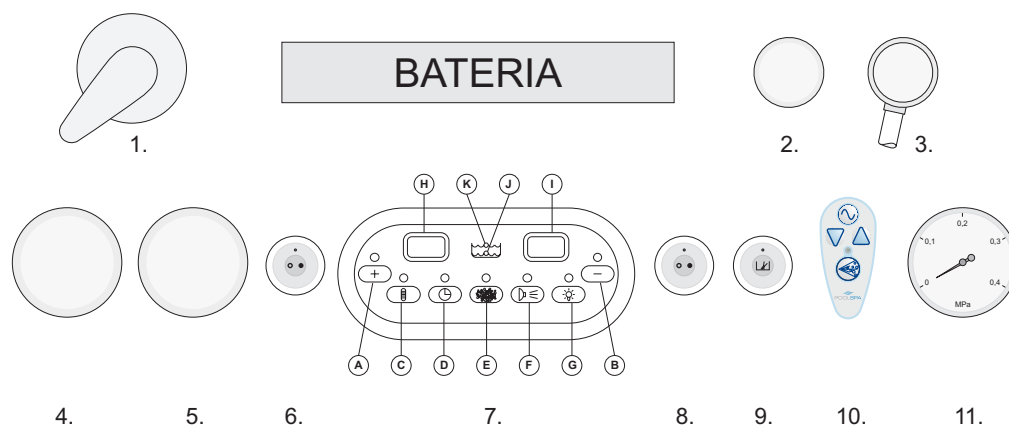 BATERIA
1.
2.
3.
H
K
J
I
0
0,1
0,2
0,3
0,4
MPa
POOLSPA
A
C
D
E
F
G
B
4.
5.
6.
7.
8.
9.
10.
11.